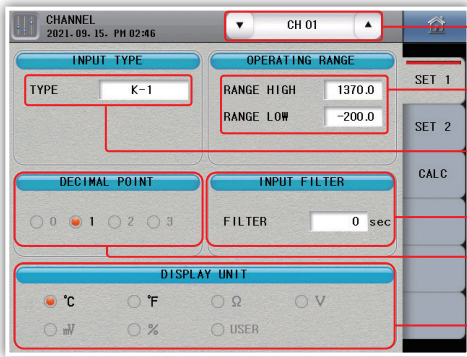 CHANNEL
2021. 09. 15. PM 02:46
CH 01
INPUT TYPE
TYPE K-1
OPERATING RANGE
RANGE HIGH 1370.0
RANGE LOW -200.0
SET 1
SET 2
CALC
DECIMAL POINT
0 1 2 3
INPUT FILTER
FILTER 0 sec
DISPLAY UNIT
℃ ℉ Ω V
mV % USER